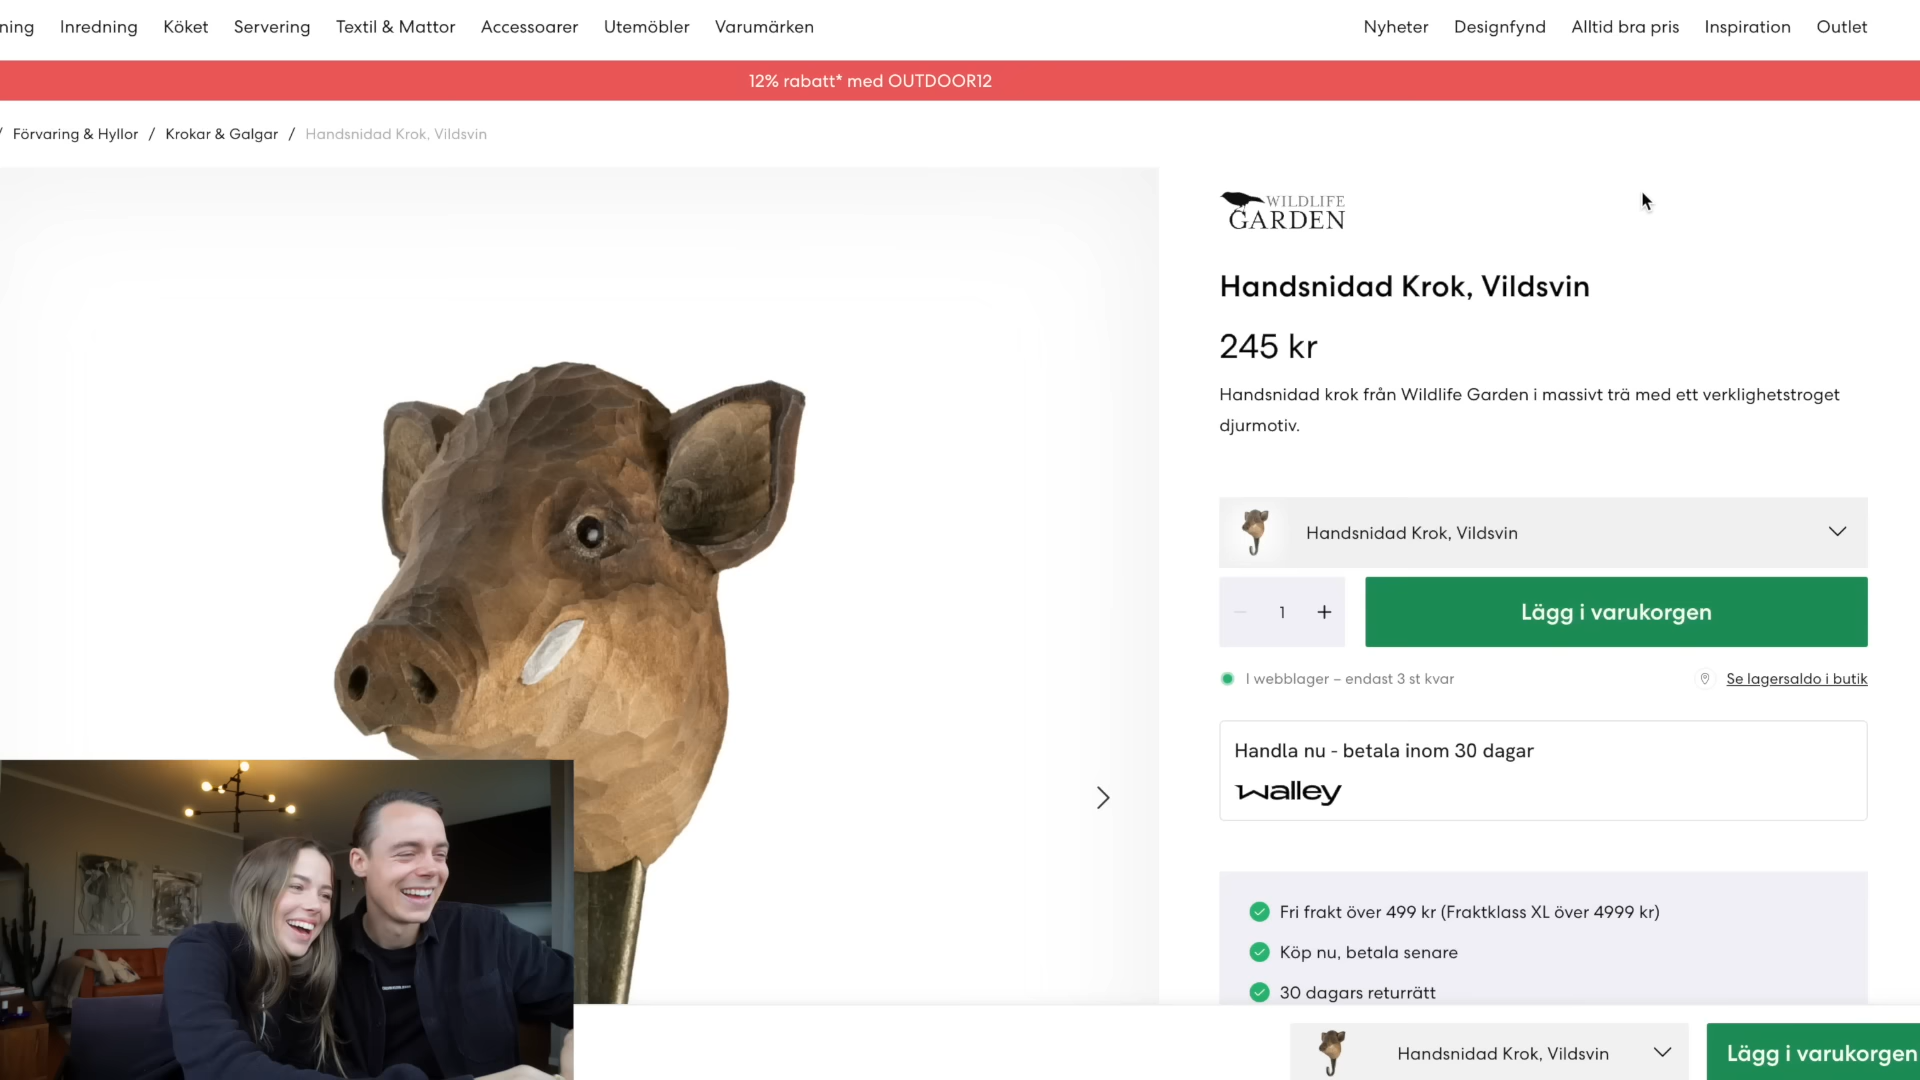 ning Inredning Köket Servering Textil & Mattor Accessoarer Utemöbler Varumärken Nyheter Designfynd Alltid bra pris Inspiration Outlet
12% rabatt* med OUTDOOR12
/ Förvaring & Hyllor / Krokar & Galgar / Handsnidad Krok, Vildsvin
WILDLIFE
GARDEN
Handsnidad Krok, Vildsvin
245 kr
Handsnidad krok från Wildlife Garden i massivt trä med ett verklighetstroget
djurmotiv.
Handsnidad Krok, Vildsvin
1 + Lägg i varukorgen
I webblager – endast 3 st kvar Se lagersaldo i butik
Handla nu - betala inom 30 dagar
walley
Fri frakt över 499 kr (Fraktklass XL över 4999 kr)
Köp nu, betala senare
30 dagars returrätt
Handsnidad Krok, Vildsvin Lägg i varukorgen